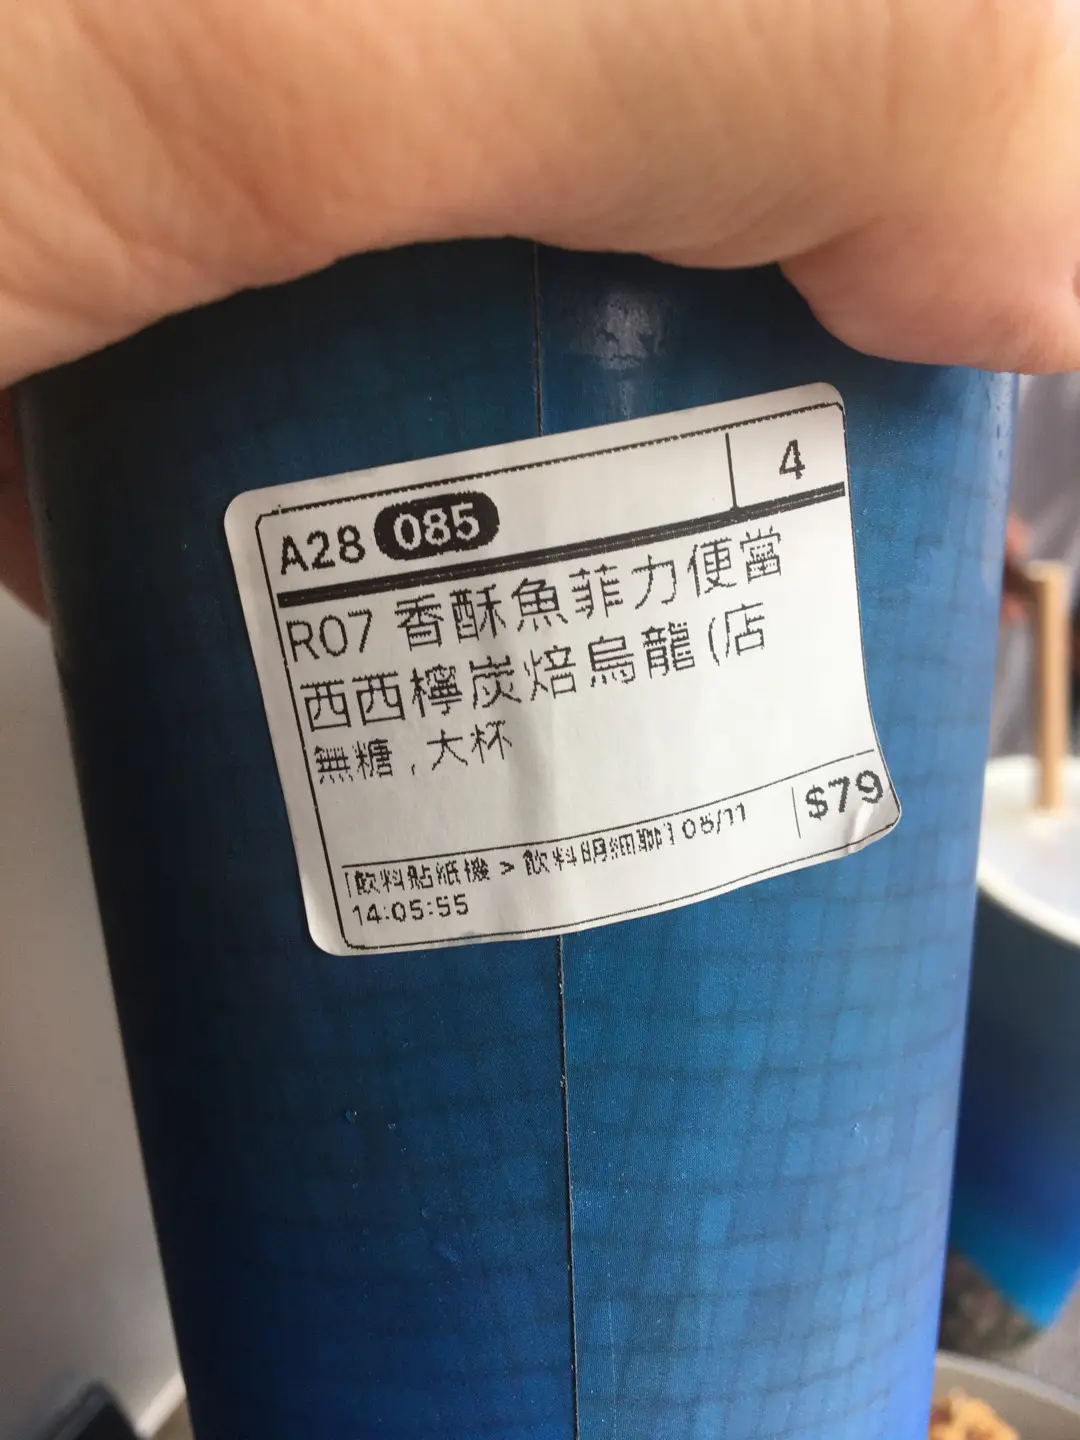 A28 085 4
R07 香酥魚菲力便當
西西檸炭焙烏龍(店
無糖,大杯
$79
[飲料貼紙機 > 飲料明細聯] 08/11
14:05:55